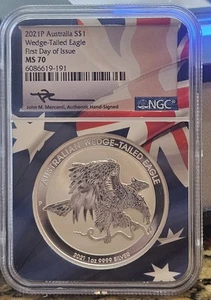 2021P Australia S$1
Wedge-Tailed Eagle
First Day of Issue
MS 70
6086619-191
John M. Mercanti, Authentic Hand-Signed
NGC
AUSTRALIAN WEDGE-TAILED EAGLE
2021 1oz 9999 SILVER